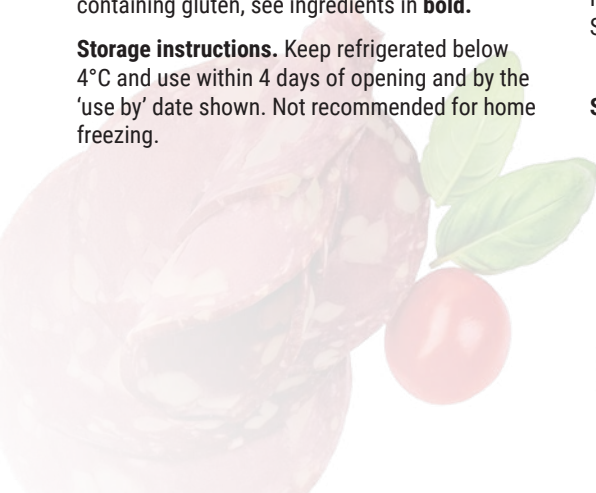 containing gluten, see ingredients in bold.
Storage instructions. Keep refrigerated below
4°C and use within 4 days of opening and by the
‘use by’ date shown. Not recommended for home
freezing.
S